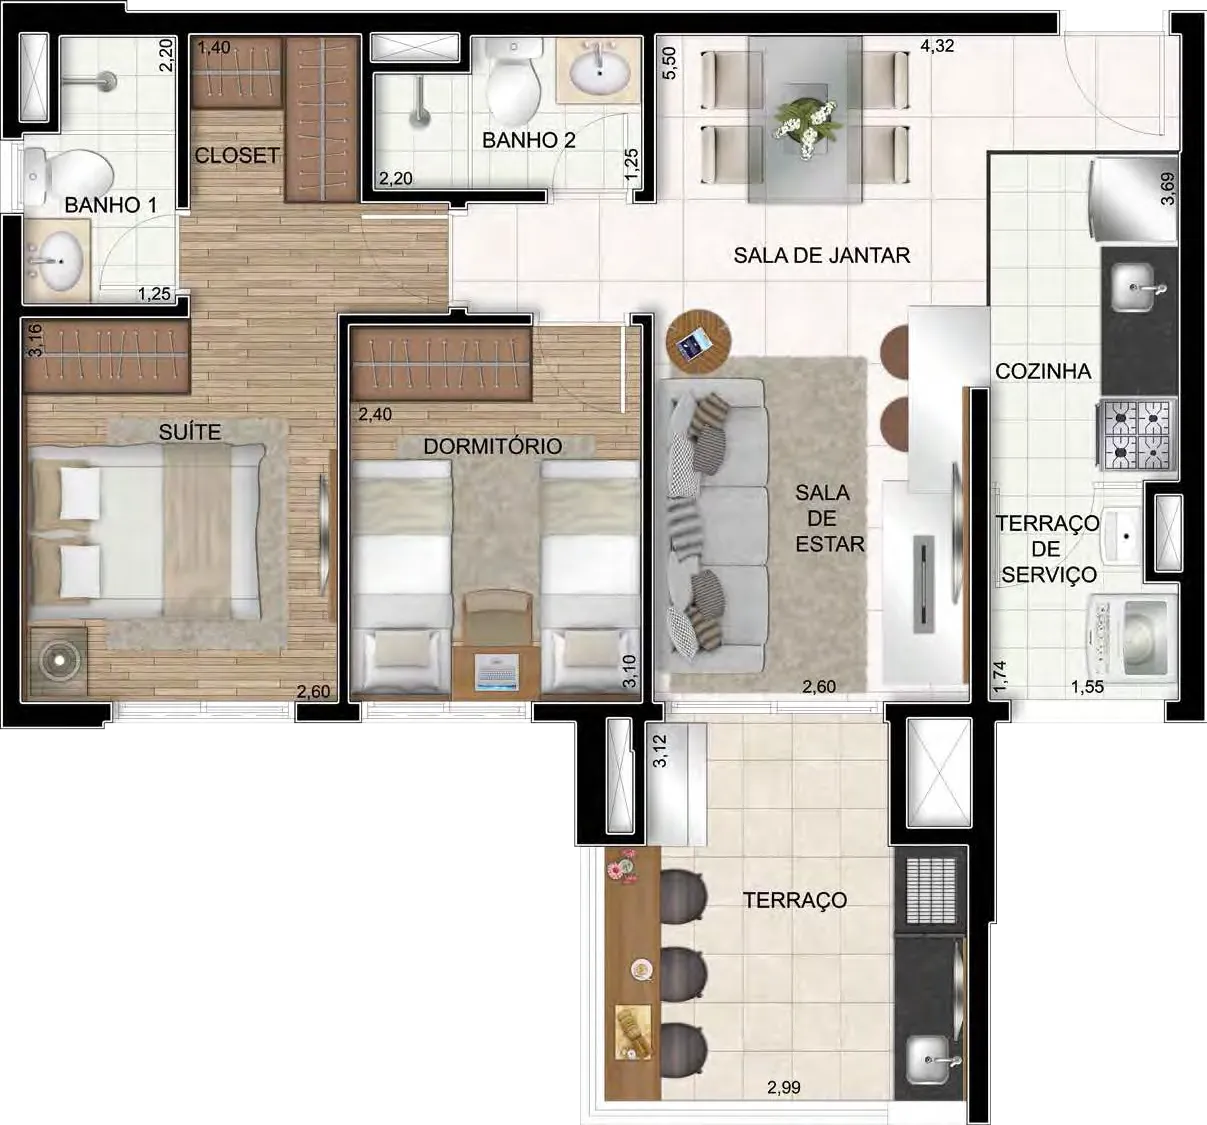 2,20
1,40
CLOSET
BANHO 1
1,25
BANHO 2
2,20
1,25
5,50
4,32
SALA DE JANTAR
3,69
COZINHA
3,16
SUÍTE
2,60
2,40
DORMITÓRIO
3,10
SALA
DE
ESTAR
2,60
TERRAÇO
DE
SERVIÇO
1,74
1,55
3,12
TERRAÇO
2,99